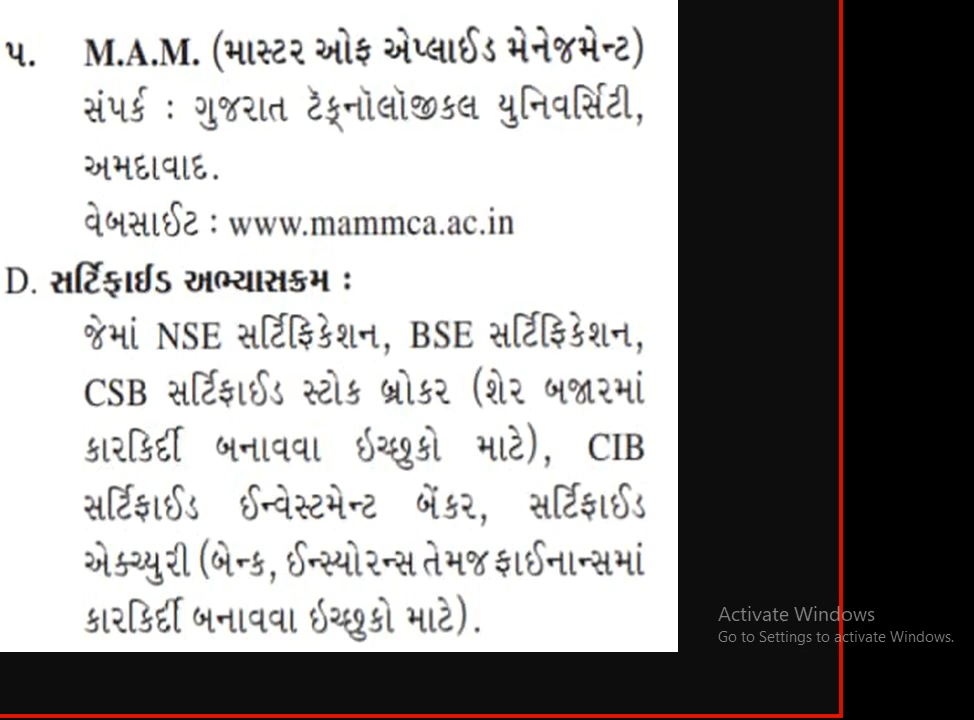 ૫. M.A.M. (માસ્ટર ઓફ એપ્લાઈડ મેનેજમેન્ટ)
સંપર્ક : ગુજરાત ટૅક્નૉલૉજીકલ યુનિવર્સિટી,
અમદાવાદ.
વેબસાઈટ : www.mammca.ac.in
D. સર્ટિફાઈડ અભ્યાસક્રમ :
જેમાં NSE સર્ટિફિકેશન, BSE સર્ટિફિકેશન,
CSB સર્ટિફાઈડ સ્ટોક બ્રોકર (શેર બજારમાં
કારકિર્દી બનાવવા ઇચ્છુકો માટે), CIB
સર્ટિફાઈડ ઈન્વેસ્ટમેન્ટ બેંકર, સર્ટિફાઈડ
એક્ચ્યુરી (બેન્ક, ઈન્સ્યોરન્સ તેમજ ફાઈનાન્સમાં
કારકિર્દી બનાવવા ઇચ્છુકો માટે).
Activate Windows
Go to Settings to activate Windows.